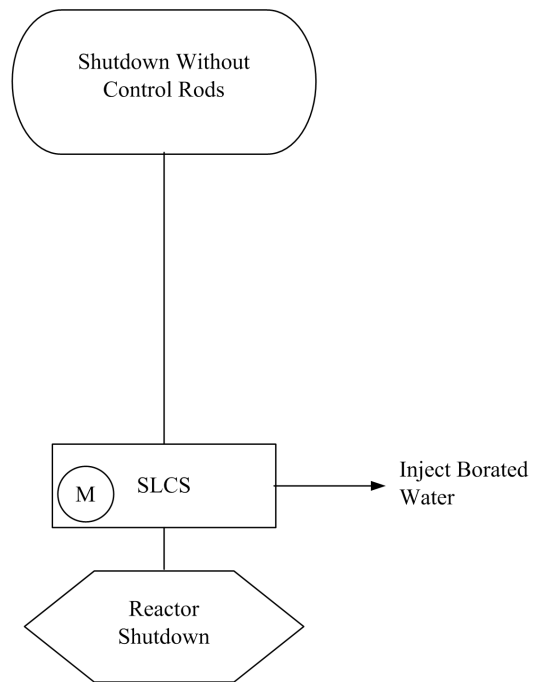 Shutdown Without
Control Rods
M
SLCS
Inject Borated
Water
Reactor
Shutdown